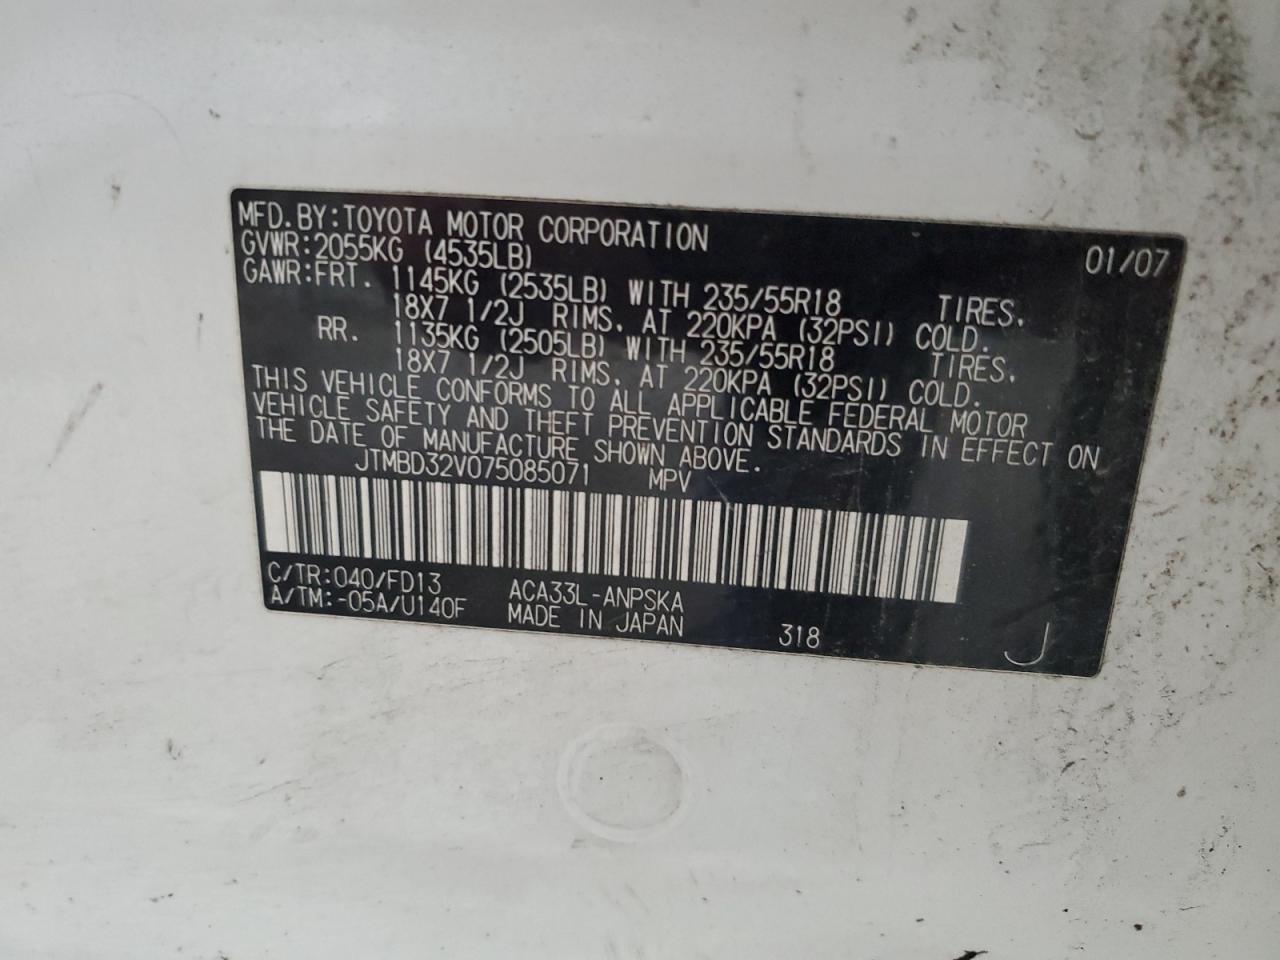 MFD.BY:TOYOTA MOTOR CORPORATION 01/07
GVWR:2055KG (4535LB)
GAWR:FRT. 1145KG (2535LB) WITH 235/55R18 TIRES.
18X7 1/2J RIMS. AT 220KPA (32PSI) COLD.
RR. 1135KG (2505LB) WITH 235/55R18 TIRES.
18X7 1/2J RIMS. AT 220KPA (32PSI) COLD.
THIS VEHICLE CONFORMS TO ALL APPLICABLE FEDERAL MOTOR
VEHICLE SAFETY AND THEFT PREVENTION STANDARDS IN EFFECT ON
THE DATE OF MANUFACTURE SHOWN ABOVE.
JTMBD32V075085071 MPV
C/TR:040/FD13 ACA33L-ANPSKA
A/TM:-05A/U140F MADE IN JAPAN 318 J